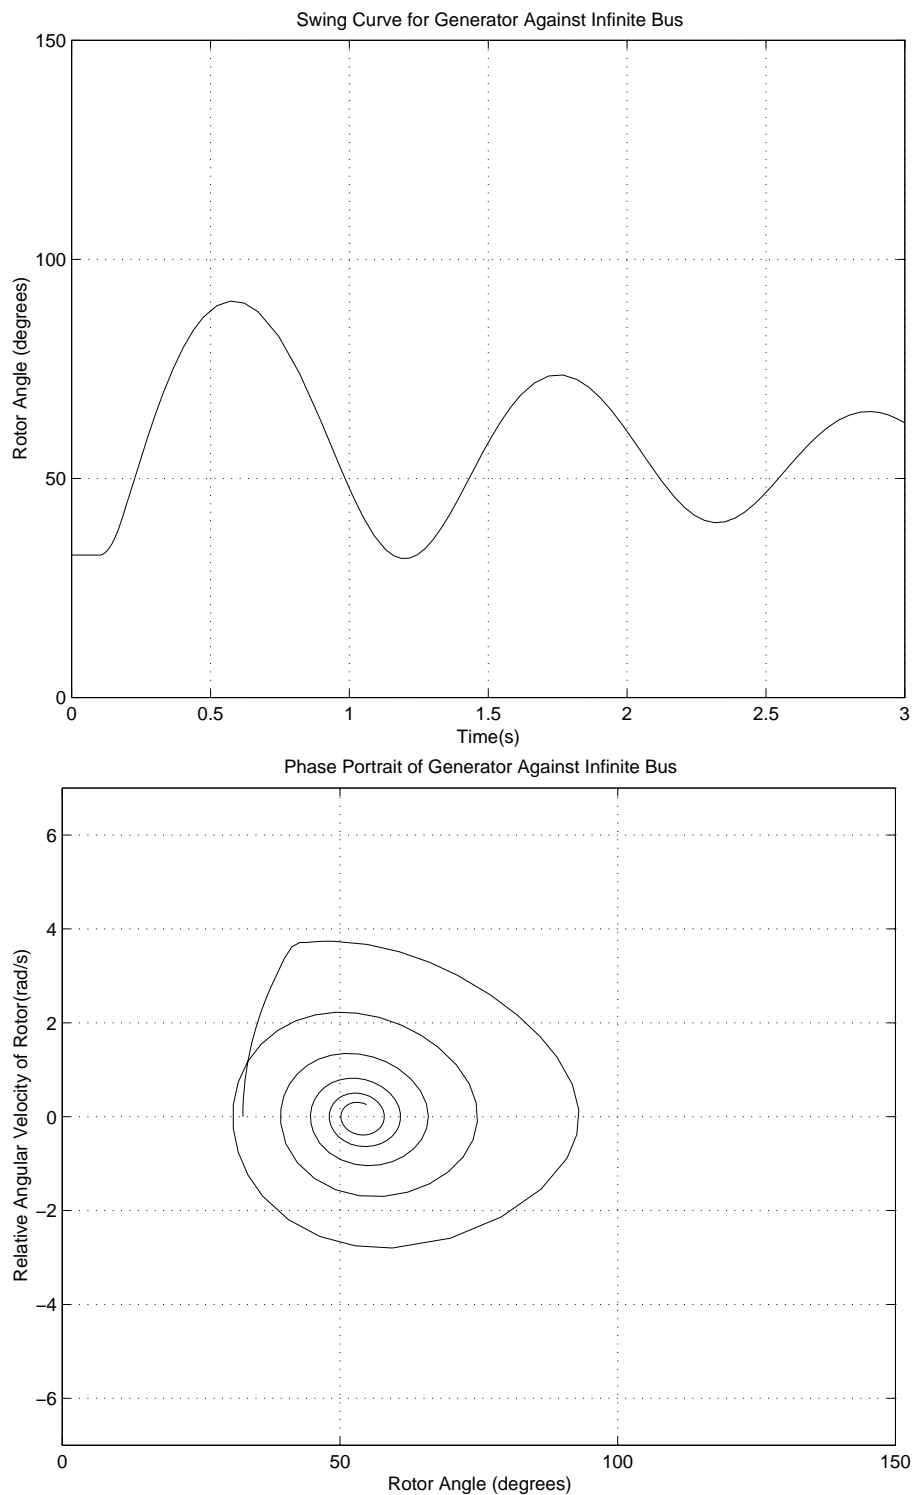 Swing Curve for Generator Against Infinite Bus
150
100
50
0
Rotor Angle (degrees)
0 0.5 1 1.5 2 2.5 3
Time(s)
Phase Portrait of Generator Against Infinite Bus
6
4
2
0
−2
−4
−6
Relative Angular Velocity of Rotor(rad/s)
0 50 100 150
Rotor Angle (degrees)